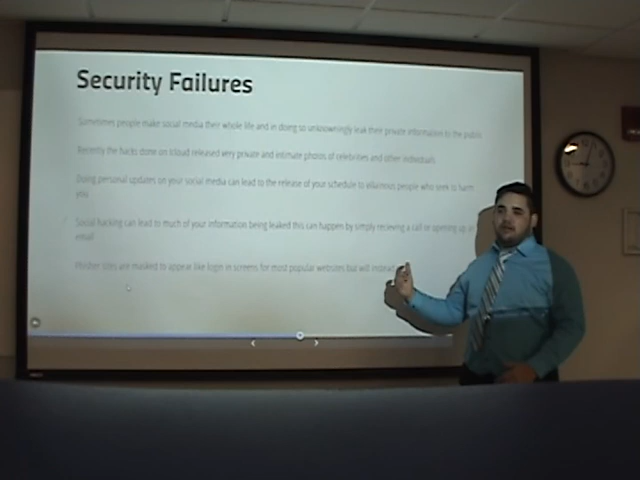 Security Failures
Sometimes people make social media their whole life and in doing so unknowingly leak their private information to the public
Recently the hacks done on icloud released very private and intimate photos of celebrities and other individuals
Doing personal updates on your social media can lead to the release of your schedule to villainous people who seek to harm
you
Social hacking can lead to much of your information being leaked this can happen by simply recieving a call or opening up an
email
sites are masked to appear like login in screens for most popular websites but will instead